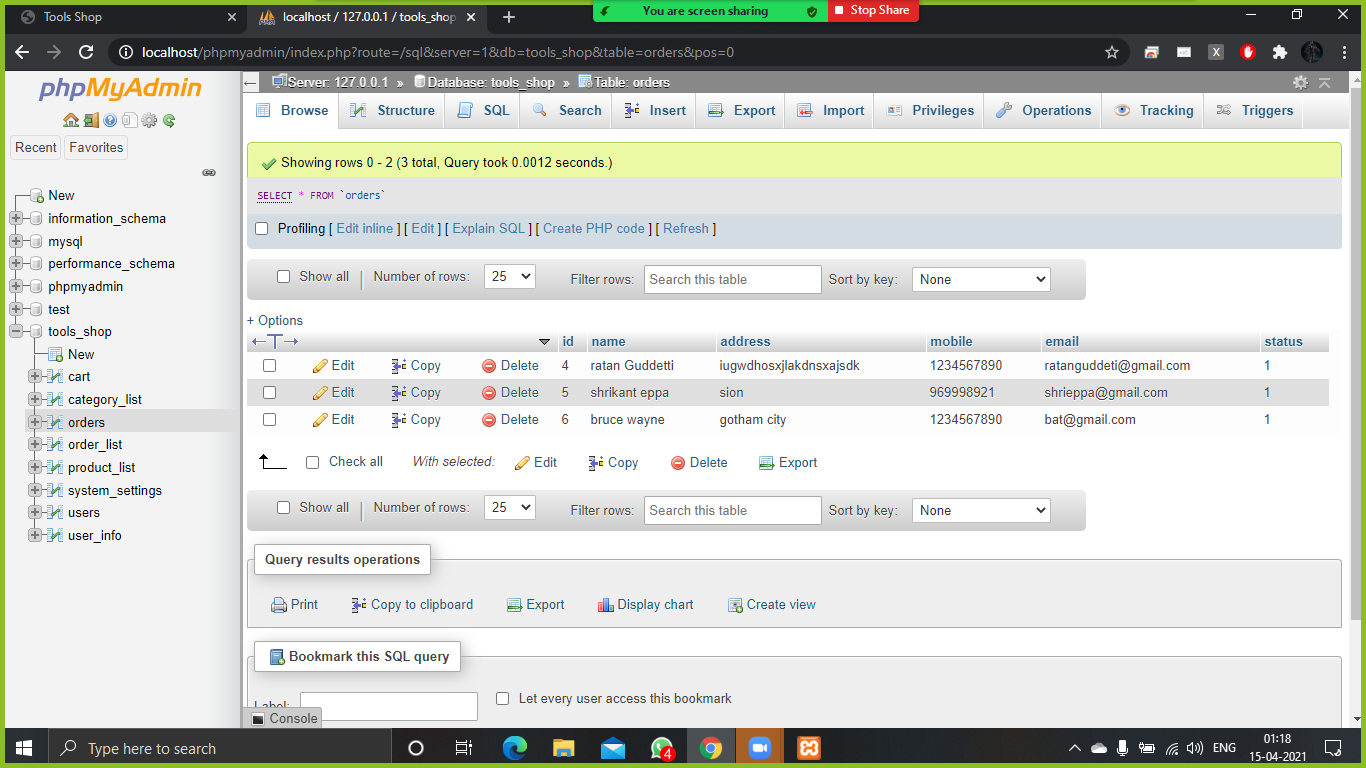 Tools Shop
localhost / 127.0.0.1 / tools_shop
You are screen sharing
Stop Share
localhost/phpmyadmin/index.php?route=/sql&server=1&db=tools_shop&table=orders&pos=0
phpMyAdmin
Recent
Favorites
New
information_schema
mysql
performance_schema
phpmyadmin
test
tools_shop
New
cart
category_list
orders
order_list
product_list
system_settings
users
user_info
Server: 127.0.0.1 » Database: tools_shop » Table: orders
Browse Structure SQL Search Insert Export Import Privileges Operations Tracking Triggers
Showing rows 0 - 2 (3 total, Query took 0.0012 seconds.)
SELECT * FROM `orders`
Profiling [ Edit inline ] [ Edit ] [ Explain SQL ] [ Create PHP code ] [ Refresh ]
Show all Number of rows: 25 Filter rows: Search this table Sort by key: None
+ Options
id name address mobile email status
Edit Copy Delete 4 ratan Guddetti iugwdhosxjlakdnsxajsdk 1234567890 ratanguddeti@gmail.com 1
Edit Copy Delete 5 shrikant eppa sion 969998921 shrieppa@gmail.com 1
Edit Copy Delete 6 bruce wayne gotham city 1234567890 bat@gmail.com 1
Check all With selected: Edit Copy Delete Export
Show all Number of rows: 25 Filter rows: Search this table Sort by key: None
Query results operations
Print Copy to clipboard Export Display chart Create view
Bookmark this SQL query
Label: Let every user access this bookmark
Console
Type here to search
4
ENG
01:18
15-04-2021